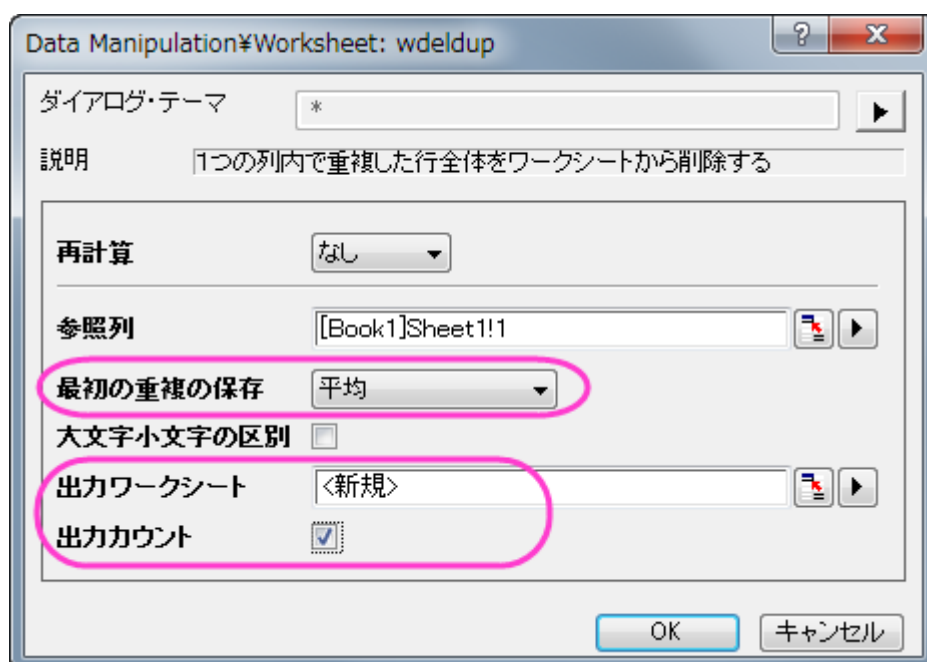 Data Manipulation¥Worksheet: wdeldup
ダイアログ・テーマ *
説明 1つの列内で重複した行全体をワークシートから削除する
再計算 なし
参照列 [Book1]Sheet1!1
最初の重複の保存 平均
大文字小文字の区別
出力ワークシート <新規>
出力カウント
OK キャンセル